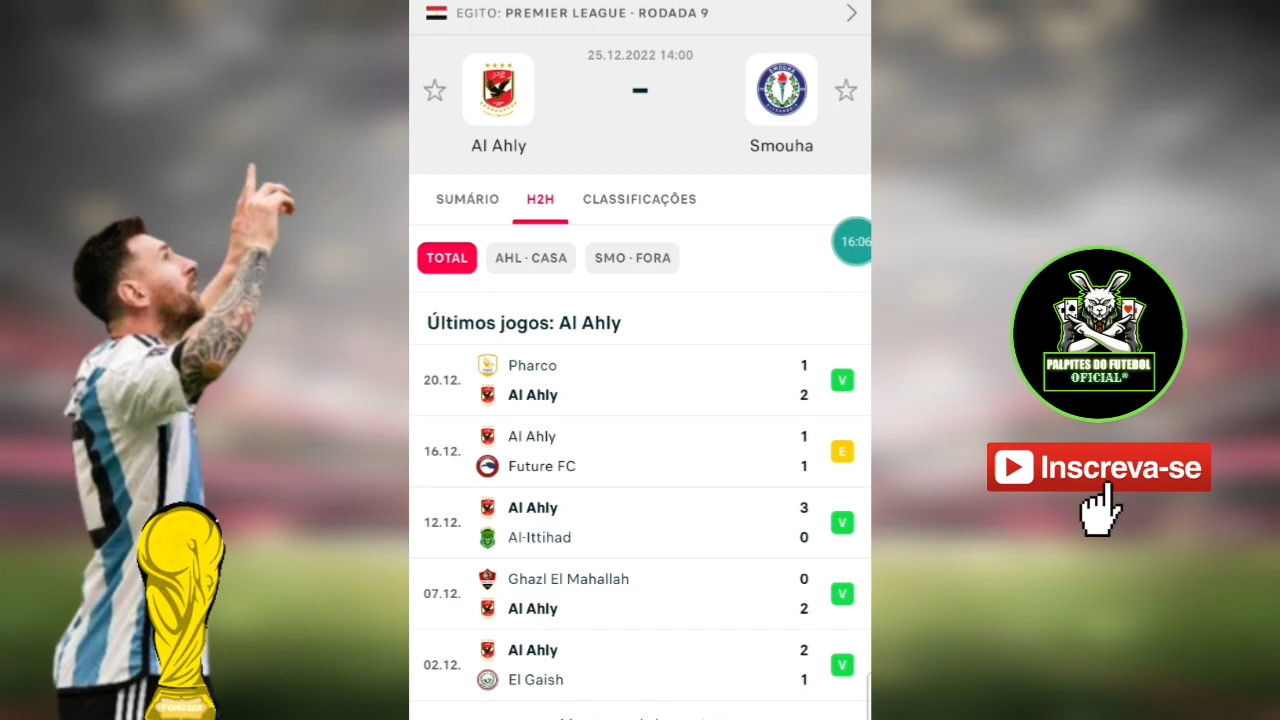 EGITO: PREMIER LEAGUE - RODADA 9
25.12.2022 14:00
-
Al Ahly
Smouha
SUMÁRIO
H2H
CLASSIFICAÇÕES
16:06
TOTAL
AHL - CASA
SMO - FORA
Últimos jogos: Al Ahly
20.12.
Pharco 1
Al Ahly 2
V
16.12.
Al Ahly 1
Future FC 1
E
12.12.
Al Ahly 3
Al-Ittihad 0
V
07.12.
Ghazl El Mahallah 0
Al Ahly 2
V
02.12.
Al Ahly 2
El Gaish 1
V
PALPITES DO FUTEBOL
OFICIAL®
Inscreva-se